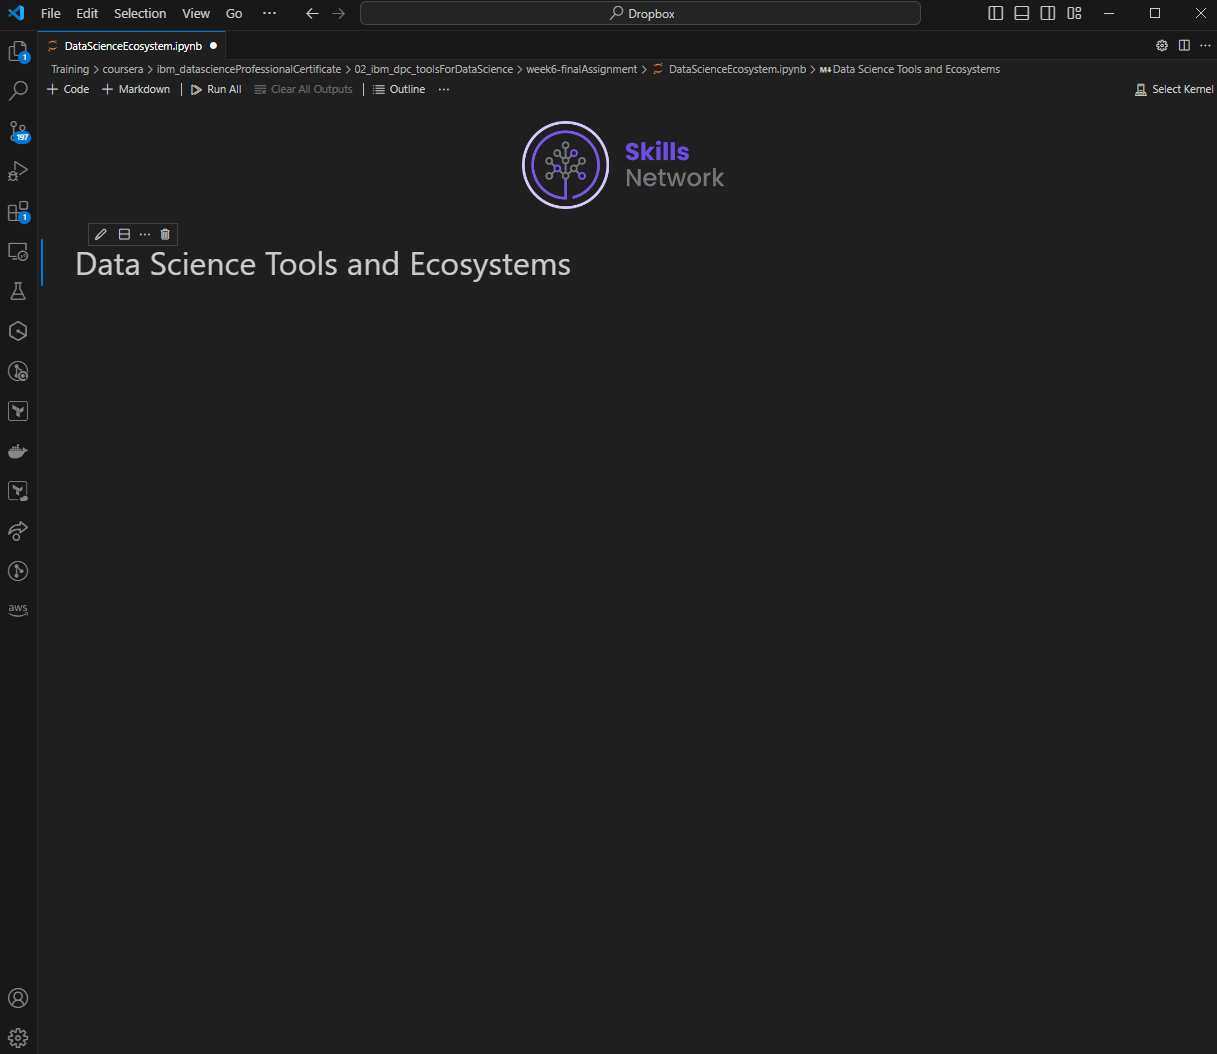 File Edit Selection View Go ··· Dropbox
DataScienceEcosystem.ipynb
Training > coursera > ibm_datascienceProfessionalCertificate > 02_ibm_dpc_toolsForDataScience > week6-finalAssignment > DataScienceEcosystem.ipynb > M↓Data Science Tools and Ecosystems
+ Code + Markdown | Run All Clear All Outputs | Outline ··· Select Kernel
Skills
Network
Data Science Tools and Ecosystems
1
197
1
aws